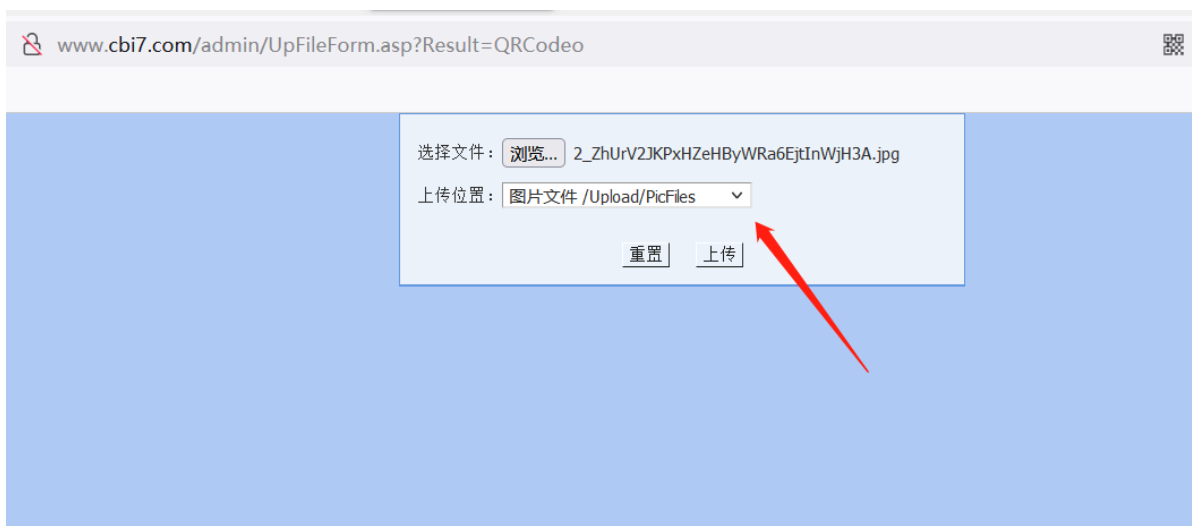 www.cbi7.com/admin/UpFileForm.asp?Result=QRCodeo
选择文件： 浏览... 2_ZhUrV2JKPxHZeHByWRa6EjtInWjH3A.jpg
上传位置： 图片文件 /Upload/PicFiles
重置 上传